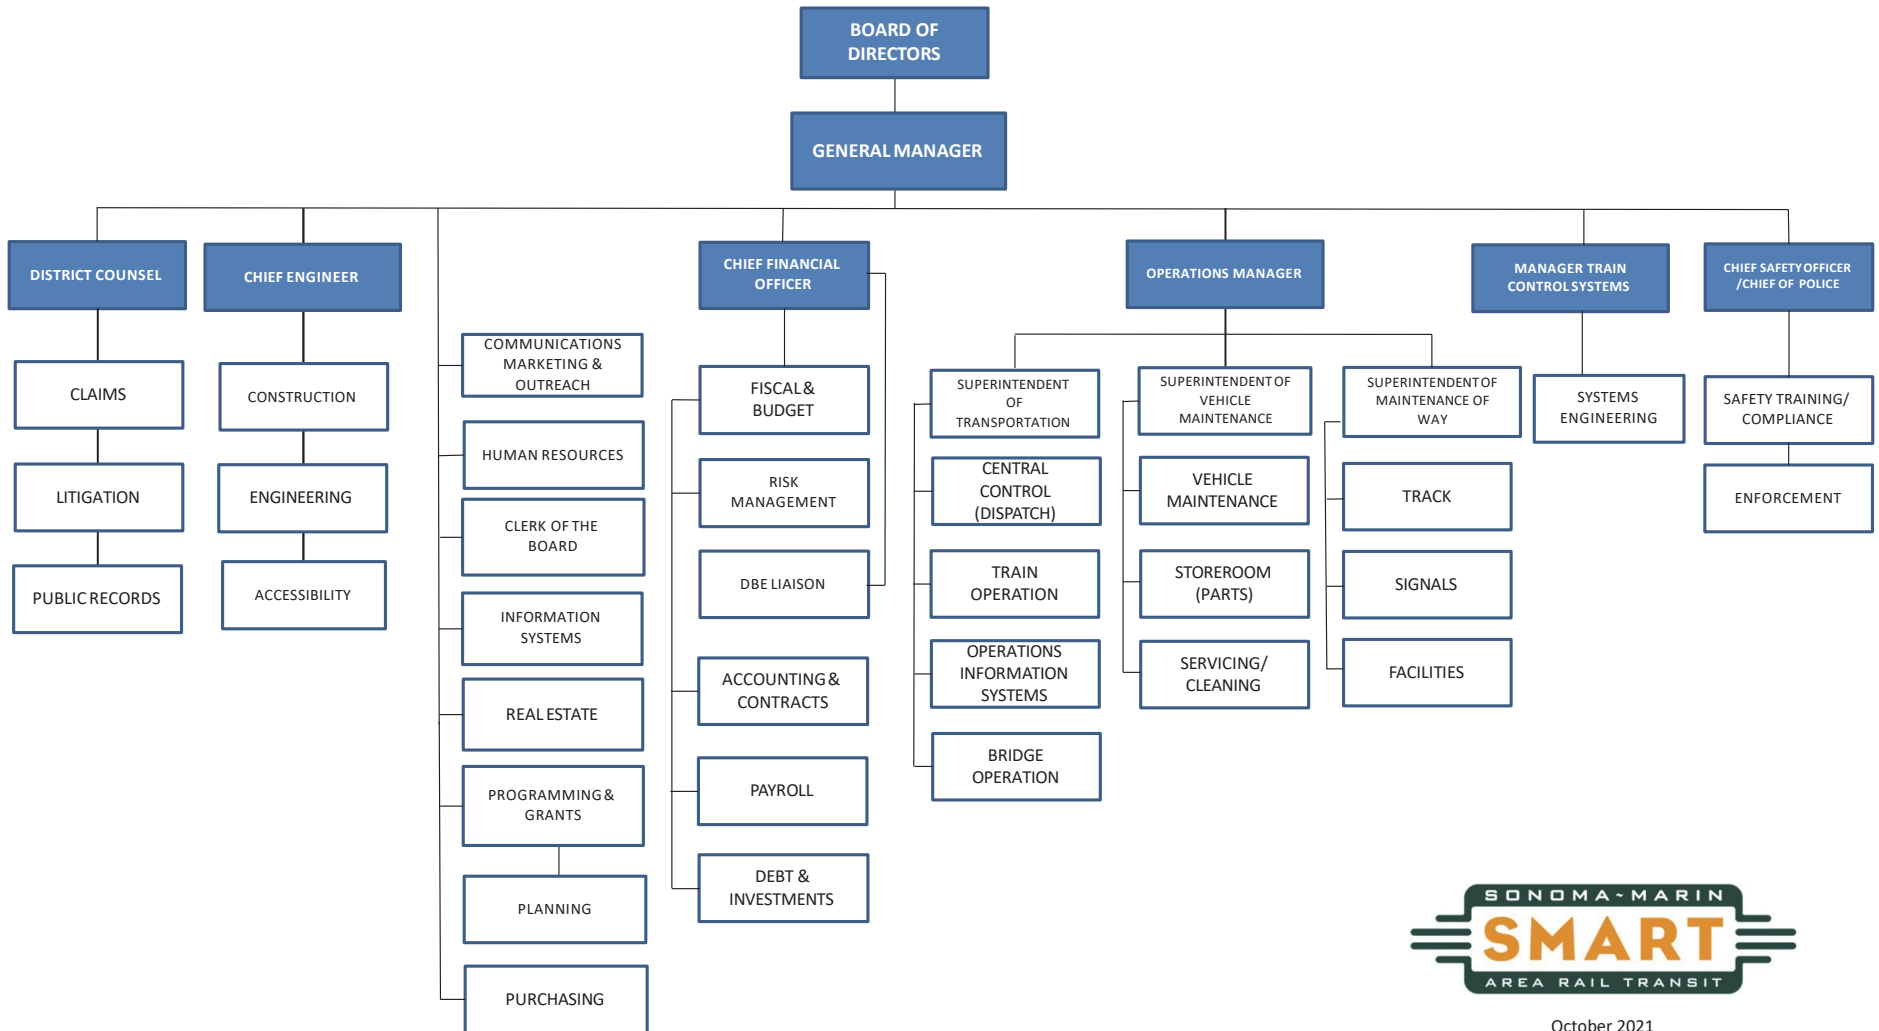 BOARD OF
DIRECTORS
GENERAL MANAGER
DISTRICT COUNSEL
CLAIMS
LITIGATION
PUBLIC RECORDS
CHIEF ENGINEER
CONSTRUCTION
ENGINEERING
ACCESSIBILITY
COMMUNICATIONS
MARKETING &
OUTREACH
HUMAN RESOURCES
CLERK OF THE
BOARD
INFORMATION
SYSTEMS
REAL ESTATE
PROGRAMMING &
GRANTS
PLANNING
PURCHASING
CHIEF FINANCIAL
OFFICER
FISCAL &
BUDGET
RISK
MANAGEMENT
DBE LIAISON
ACCOUNTING &
CONTRACTS
PAYROLL
DEBT &
INVESTMENTS
OPERATIONS MANAGER
SUPERINTENDENT
OF
TRANSPORTATION
CENTRAL
CONTROL
(DISPATCH)
TRAIN
OPERATION
OPERATIONS
INFORMATION
SYSTEMS
BRIDGE
OPERATION
SUPERINTENDENT OF
VEHICLE
MAINTENANCE
VEHICLE
MAINTENANCE
STOREROOM
(PARTS)
SERVICING/
CLEANING
SUPERINTENDENT OF
MAINTENANCE OF
WAY
TRACK
SIGNALS
FACILITIES
MANAGER TRAIN
CONTROL SYSTEMS
SYSTEMS
ENGINEERING
CHIEF SAFETY OFFICER
/CHIEF OF POLICE
SAFETY TRAINING/
COMPLIANCE
ENFORCEMENT
SONOMA~MARIN
SMART
AREA RAIL TRANSIT
October 2021